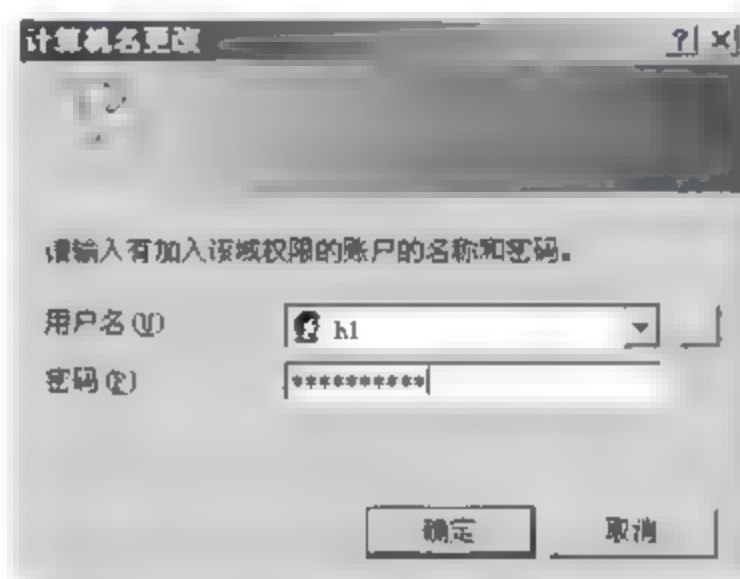 计算机名更改
请输入有加入该域权限的账户的名称和密码。
用户名(U)
h1
密码(P)
**********
确定
取消